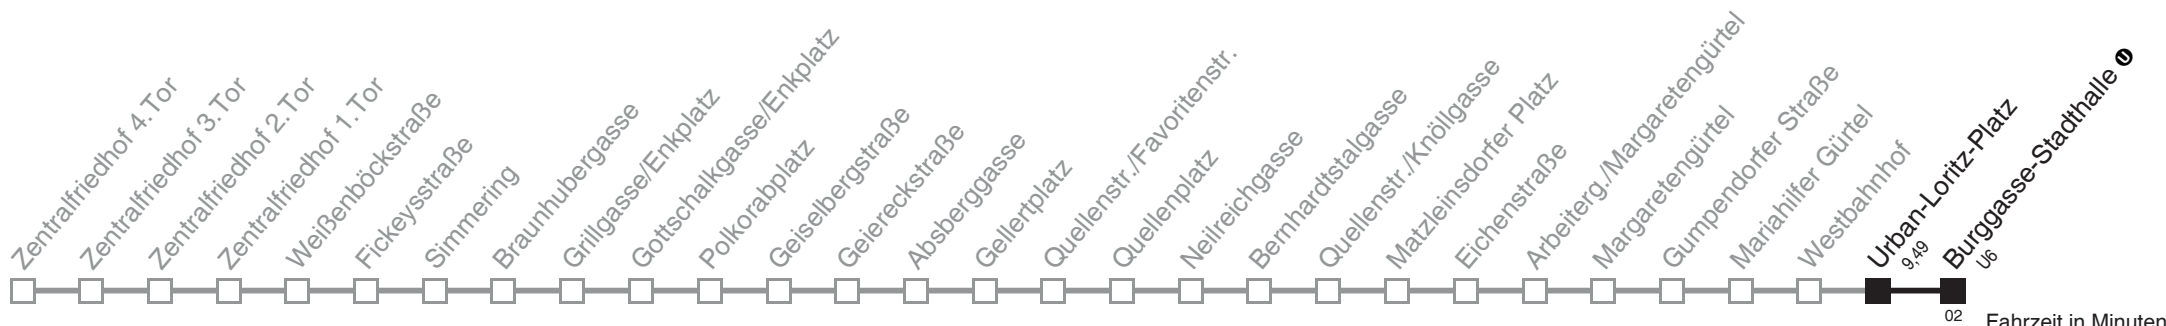 Zentralfriedhof 4.Tor
Zentralfriedhof 3.Tor
Zentralfriedhof 2.Tor
Zentralfriedhof 1.Tor
Weißenböckstraße
Fickeysstraße
Simmering
Braunhubergasse
Grillgasse/Enkplatz
Gottschalkgasse/Enkplatz
Polkorabplatz
Geiselbergstraße
Geiereckstraße
Absberggasse
Gellertplatz
Quellenstr./Favoritenstr.
Quellenplatz
Neilreichgasse
Bernhardtstalgasse
Quellenstr./Knöllgasse
Matzleinsdorfer Platz
Eichenstraße
Arbeiterg./Margaretengürtel
Margaretengürtel
Gumpendorfer Straße
Mariahilfer Gürtel
Westbahnhof
Urban-Loritz-Platz
9,49
Burggasse-Stadthalle U
U6
02
Fahrzeit in Minuten